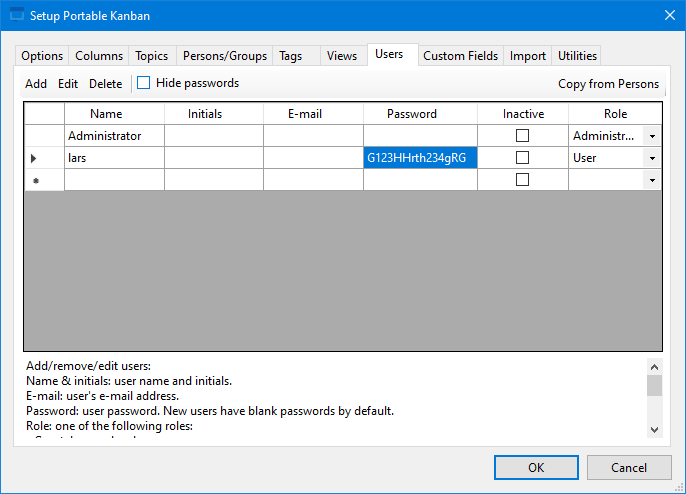 Setup Portable Kanban
Options Columns Topics Persons/Groups Tags Views Users Custom Fields Import Utilities
Add Edit Delete Hide passwords Copy from Persons
Name Initials E-mail Password Inactive Role
Administrator Administr...
lars G123HHrth234gRG User
Add/remove/edit users:
Name & initials: user name and initials.
E-mail: user's e-mail address.
Password: user password. New users have blank passwords by default.
Role: one of the following roles:
OK Cancel